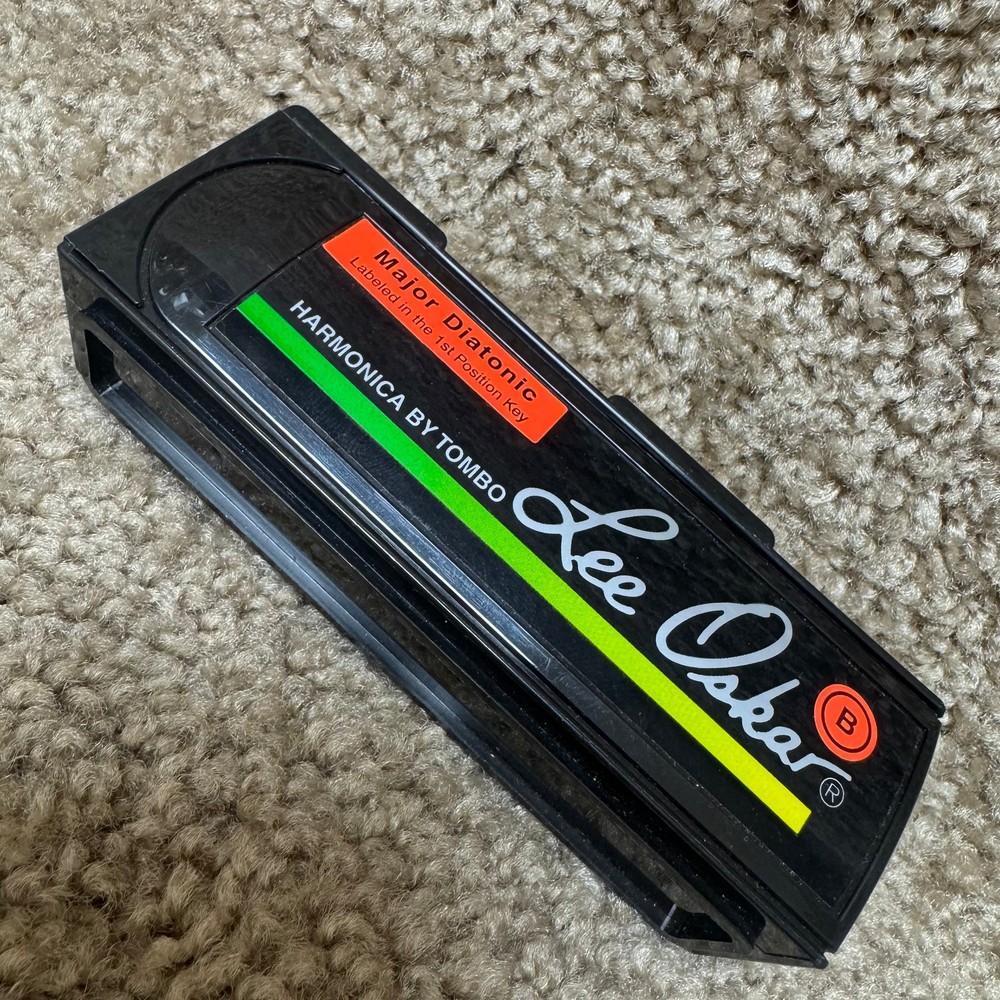 Major Diatonic
Labeled in the 1st Position Key
HARMONICA BY TOMBO
Lee Oskar
B
®